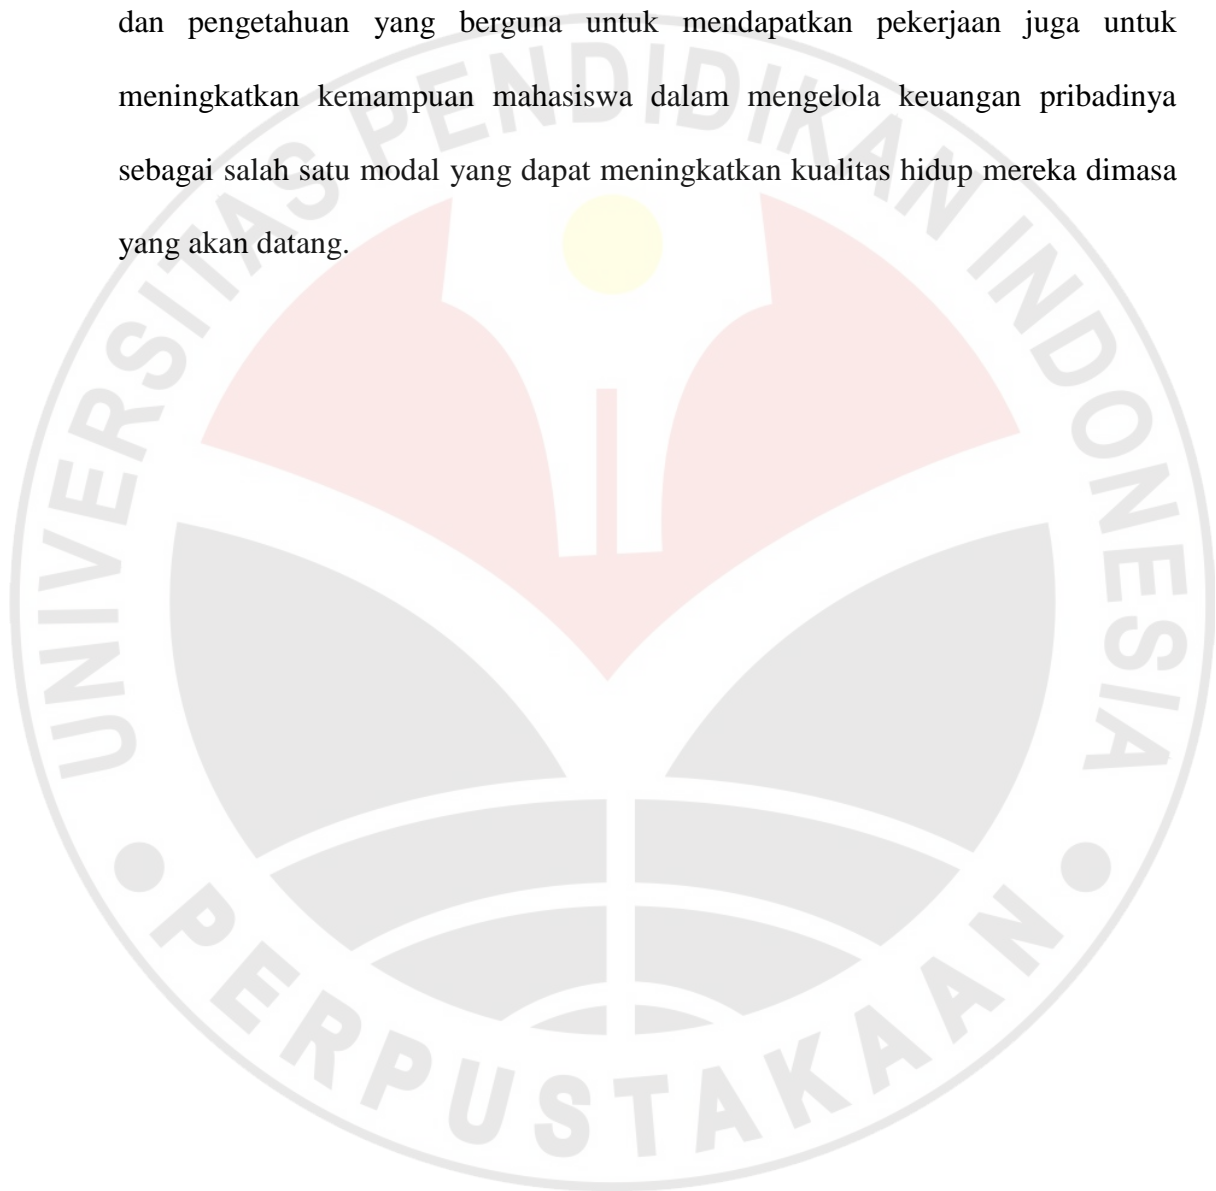 dan pengetahuan yang berguna untuk mendapatkan pekerjaan juga untuk
meningkatkan kemampuan mahasiswa dalam mengelola keuangan pribadinya
sebagai salah satu modal yang dapat meningkatkan kualitas hidup mereka dimasa
yang akan datang.
UNIVERSITAS PENDIDIKAN INDONESIA
PERPUSTAKAAN